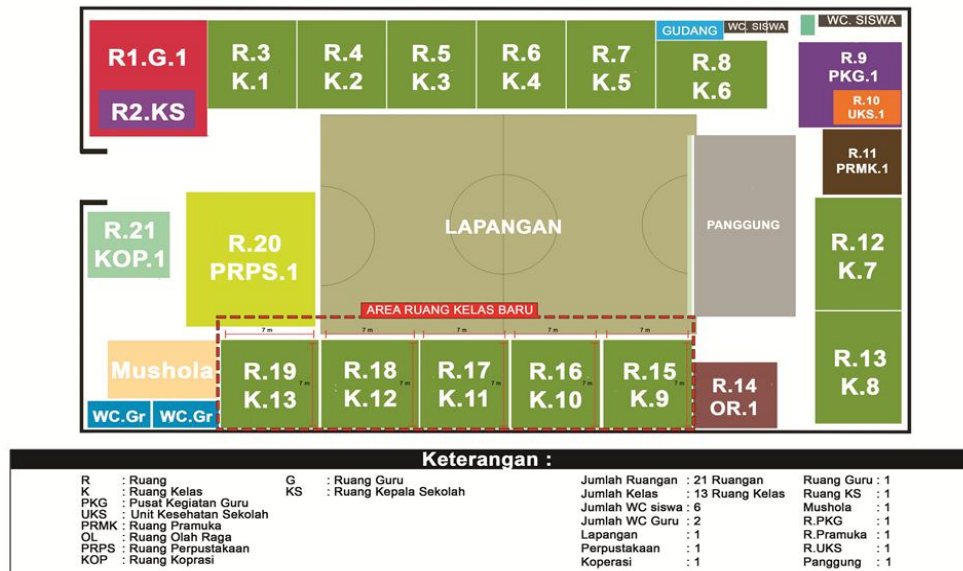 R1.G.1
R2.KS
R.3
K.1
R.4
K.2
R.5
K.3
R.6
K.4
R.7
K.5
GUDANG
WC. SISWA
R.8
K.6
WC. SISWA
R.9
PKG.1
R.10
UKS.1
R.11
PRMK.1
R.12
K.7
R.13
K.8
LAPANGAN
PANGGUNG
R.21
KOP.1
R.20
PRPS.1
AREA RUANG KELAS BARU
7 m
7 m
7 m
7 m
7 m
Mushola
WC.Gr
WC.Gr
R.19
K.13
7 m
R.18
K.12
7 m
R.17
K.11
7 m
R.16
K.10
7 m
R.15
K.9
7 m
R.14
OR.1
Keterangan :
R : Ruang
K : Ruang Kelas
PKG : Pusat Kegiatan Guru
UKS : Unit Kesehatan Sekolah
PRMK : Ruang Pramuka
OL : Ruang Olah Raga
PRPS : Ruang Perpustakaan
KOP : Ruang Koprasi
G : Ruang Guru
KS : Ruang Kepala Sekolah
Jumlah Ruangan : 21 Ruangan
Jumlah Kelas : 13 Ruang Kelas
Jumlah WC siswa : 6
Jumlah WC Guru : 2
Lapangan : 1
Perpustakaan : 1
Koperasi : 1
Ruang Guru : 1
Ruang KS : 1
Mushola : 1
R.PKG : 1
R.Pramuka : 1
R.UKS : 1
Panggung : 1